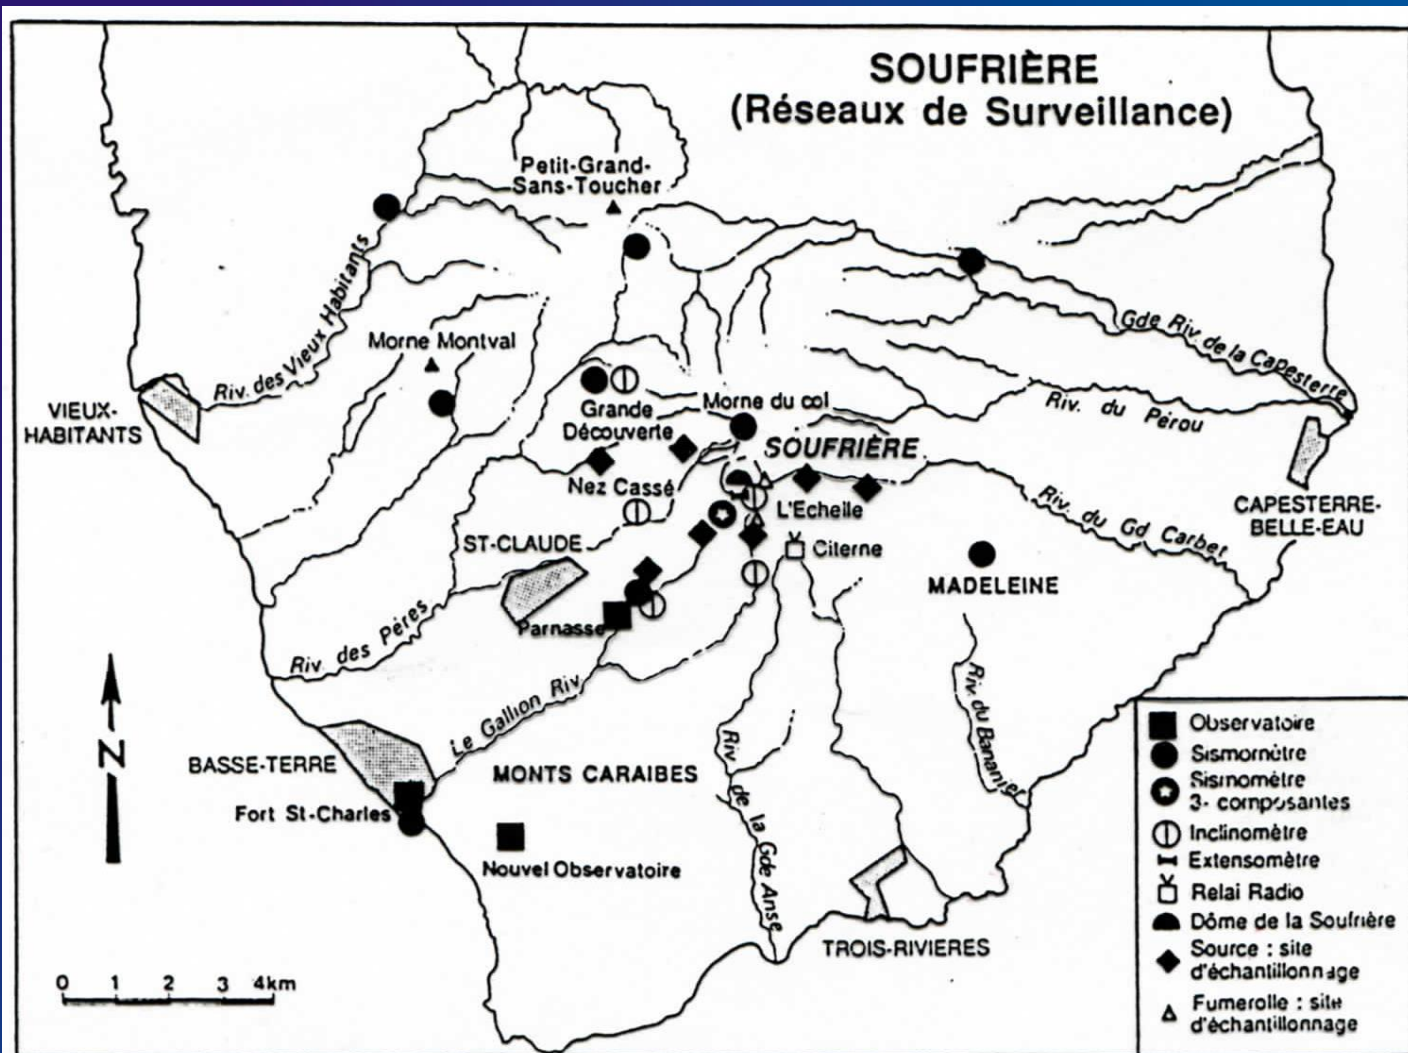 SOUFRIÈRE
(Réseaux de Surveillance)
Petit-Grand-
Sans-Toucher
Riv. des Vieux Habitants
Morne Montval
Gde Riv. de la Capesterre
VIEUX-
HABITANTS
Grande
Découverte
Morne du col
Riv. du Pérou
SOUFRIÈRE
Nez Cassé
L'Echelle
CAPESTERRE-
BELLE-EAU
Riv. du Gd Carbet
ST-CLAUDE
Citerne
MADELEINE
Parnasse
Riv. des Pères
Le Gallion Riv
Riv. du Bananier
Riv de la Gde Anse
N
BASSE-TERRE
MONTS CARAIBES
Fort St-Charles
Nouvel Observatoire
TROIS-RIVIERES
0 1 2 3 4km
Observatoire
Sismomètre
Sismomètre
3- composantes
Inclinomètre
Extensomètre
Relai Radio
Dôme de la Soufrière
Source : site
d'échantillonnage
Fumerolle : site
d'échantillonnage